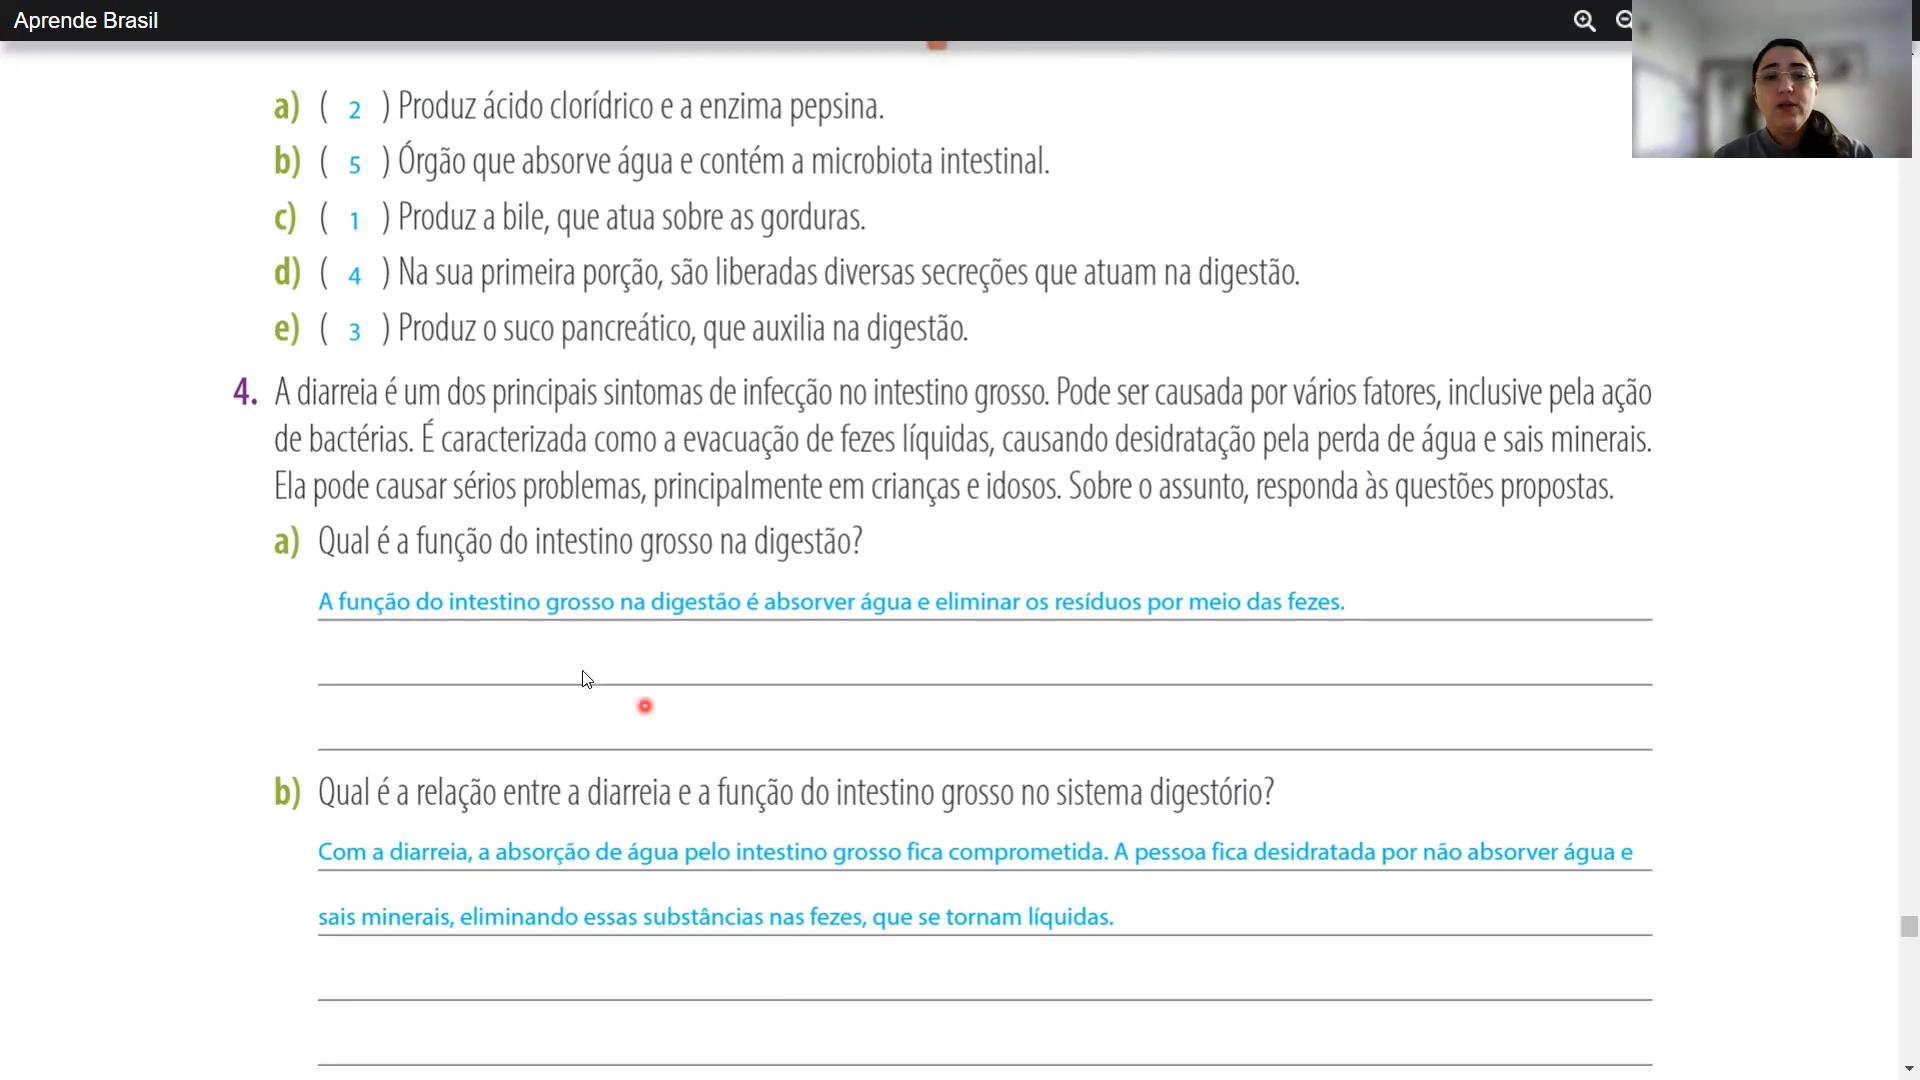 Aprende Brasil
a) ( 2 ) Produz ácido clorídrico e a enzima pepsina.
b) ( 5 ) Órgão que absorve água e contém a microbiota intestinal.
c) ( 1 ) Produz a bile, que atua sobre as gorduras.
d) ( 4 ) Na sua primeira porção, são liberadas diversas secreções que atuam na digestão.
e) ( 3 ) Produz o suco pancreático, que auxilia na digestão.
4. A diarreia é um dos principais sintomas de infecção no intestino grosso. Pode ser causada por vários fatores, inclusive pela ação
de bactérias. É caracterizada como a evacuação de fezes líquidas, causando desidratação pela perda de água e sais minerais.
Ela pode causar sérios problemas, principalmente em crianças e idosos. Sobre o assunto, responda às questões propostas.
a) Qual é a função do intestino grosso na digestão?
A função do intestino grosso na digestão é absorver água e eliminar os resíduos por meio das fezes.
b) Qual é a relação entre a diarreia e a função do intestino grosso no sistema digestório?
Com a diarreia, a absorção de água pelo intestino grosso fica comprometida. A pessoa fica desidratada por não absorver água e
sais minerais, eliminando essas substâncias nas fezes, que se tornam líquidas.